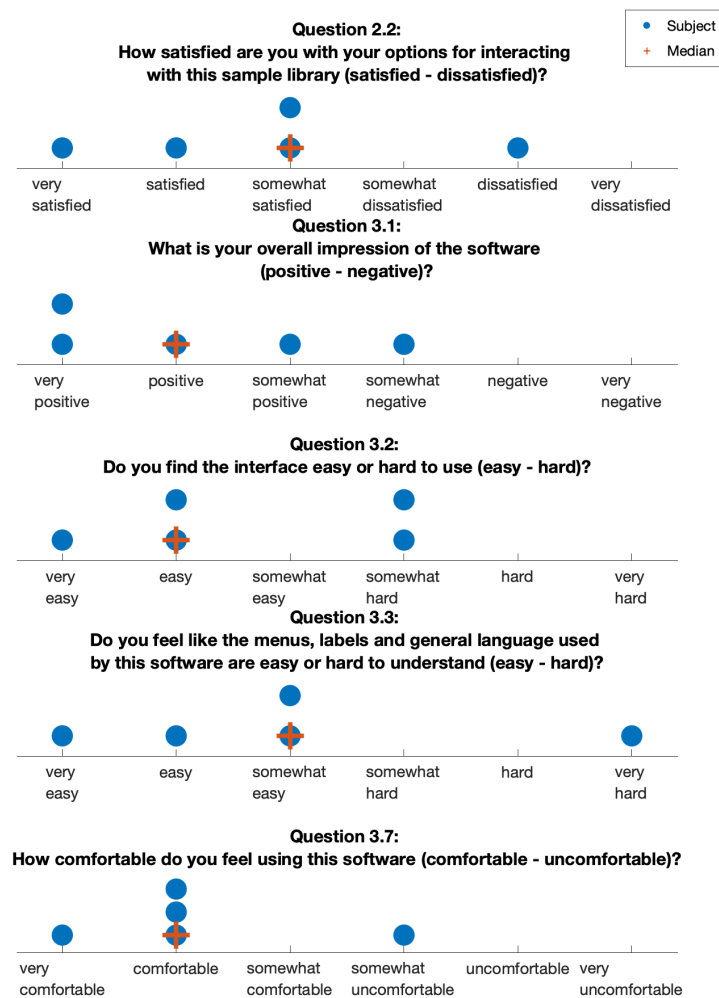 Subject
Median
Question 2.2:
How satisfied are you with your options for interacting
with this sample library (satisfied - dissatisfied)?
very satisfied somewhat somewhat dissatisfied very
satisfied satisfied dissatisfied dissatisfied
Question 3.1:
What is your overall impression of the software
(positive - negative)?
very positive somewhat somewhat negative very
positive positive negative negative
Question 3.2:
Do you find the interface easy or hard to use (easy - hard)?
very easy somewhat somewhat hard very
easy easy hard hard
Question 3.3:
Do you feel like the menus, labels and general language used
by this software are easy or hard to understand (easy - hard)?
very easy somewhat somewhat hard very
easy easy hard hard
Question 3.7:
How comfortable do you feel using this software (comfortable - uncomfortable)?
very comfortable somewhat somewhat uncomfortable very
comfortable comfortable uncomfortable uncomfortable